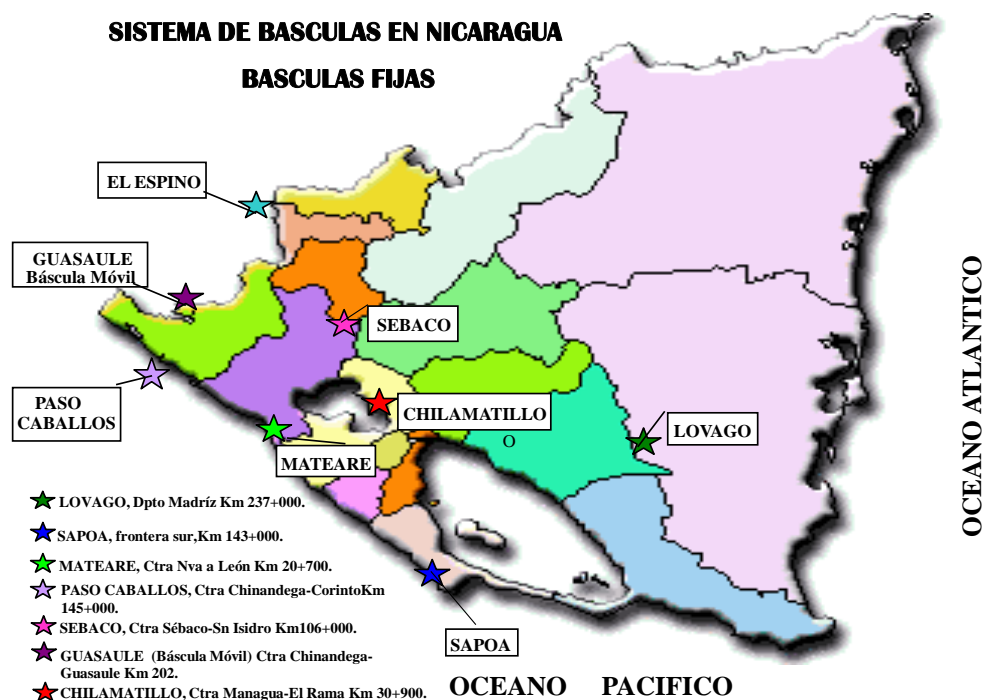 SISTEMA DE BASCULAS EN NICARAGUA
BASCULAS FIJAS
EL ESPINO
GUASAULE
Báscula Móvil
SEBACO
PASO
CABALLOS
CHILAMATILLO
O
LOVAGO
MATEARE
OCEANO ATLANTICO
LOVAGO, Dpto Madríz Km 237+000.
SAPOA, frontera sur,Km 143+000.
MATEARE, Ctra Nva a León Km 20+700.
PASO CABALLOS, Ctra Chinandega-CorintoKm
145+000.
SEBACO, Ctra Sébaco-Sn Isidro Km106+000.
GUASAULE (Báscula Móvil) Ctra Chinandega-
Guasaule Km 202.
CHILAMATILLO, Ctra Managua-El Rama Km 30+900.
SAPOA
OCEANO PACIFICO